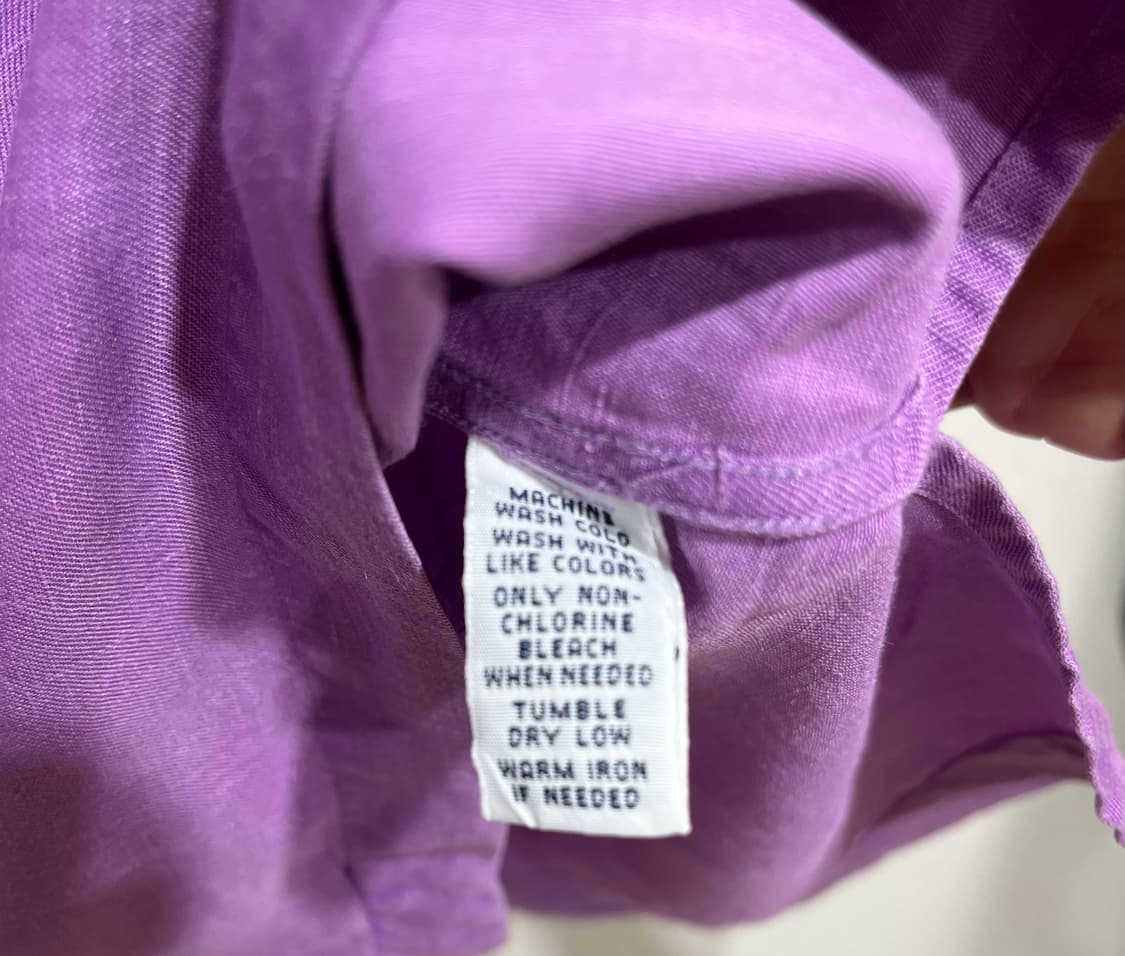 MACHINE
WASH COLD
WASH WITH
LIKE COLORS
ONLY NON-
CHLORINE
BLEACH
WHEN NEEDED
TUMBLE
DRY LOW
WARM IRON
IF NEEDED